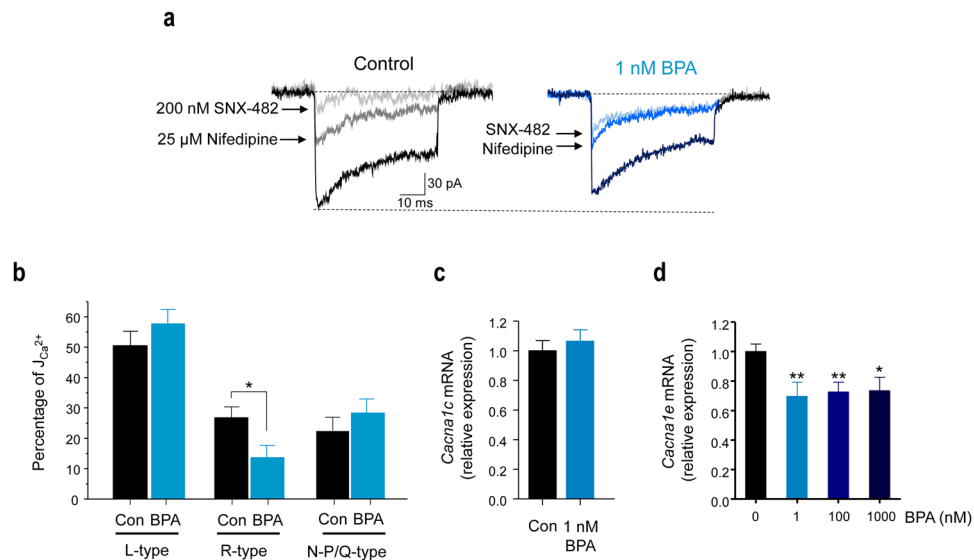 a
Control
1 nM BPA
200 nM SNX-482
25 µM Nifedipine
30 pA
10 ms
SNX-482
Nifedipine
b
Percentage of J_Ca2+
60
50
40
30
20
10
0
*
Con BPA
Con BPA
Con BPA
L-type
R-type
N-P/Q-type
c
Cacna1c mRNA
(relative expression)
1.2
1.0
0.8
0.6
0.4
0.2
0.0
Con
1 nM
BPA
d
Cacna1e mRNA
(relative expression)
1.2
1.0
0.8
0.6
0.4
0.2
0.0
**
**
*
0
1
100
1000
BPA (nM)